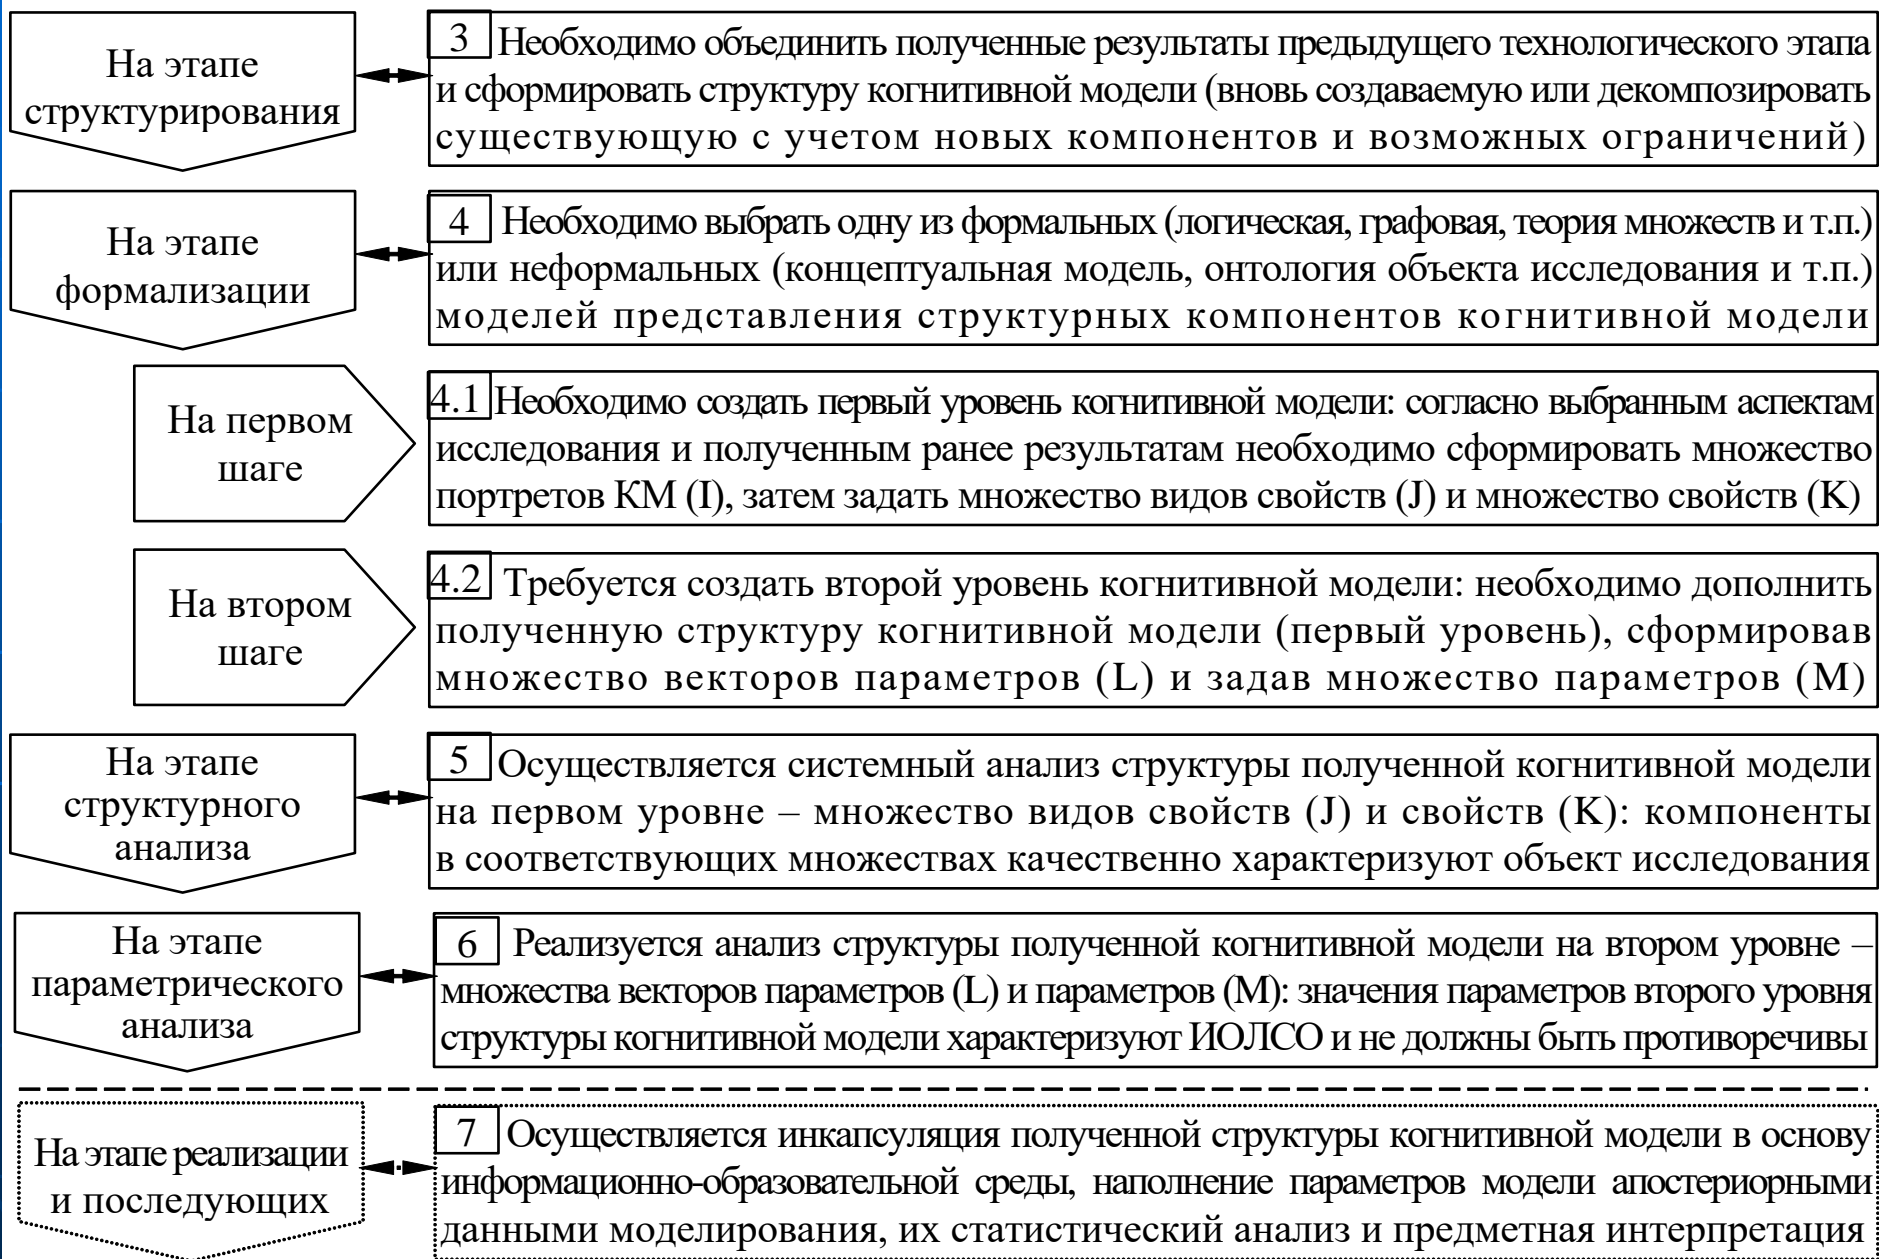 На этапе
структурирования
3 Необходимо объединить полученные результаты предыдущего технологического этапа
и сформировать структуру когнитивной модели (вновь создаваемую или декомпозировать
существующую с учетом новых компонентов и возможных ограничений)
На этапе
формализации
4 Необходимо выбрать одну из формальных (логическая, графовая, теория множеств и т.п.)
или неформальных (концептуальная модель, онтология объекта исследования и т.п.)
моделей представления структурных компонентов когнитивной модели
На первом
шаге
4.1 Необходимо создать первый уровень когнитивной модели: согласно выбранным аспектам
исследования и полученным ранее результатам необходимо сформировать множество
портретов КМ (I), затем задать множество видов свойств (J) и множество свойств (K)
На втором
шаге
4.2 Требуется создать второй уровень когнитивной модели: необходимо дополнить
полученную структуру когнитивной модели (первый уровень), сформировав
множество векторов параметров (L) и задав множество параметров (M)
На этапе
структурного
анализа
5 Осуществляется системный анализ структуры полученной когнитивной модели
на первом уровне – множество видов свойств (J) и свойств (K): компоненты
в соответствующих множествах качественно характеризуют объект исследования
На этапе
параметрического
анализа
6 Реализуется анализ структуры полученной когнитивной модели на втором уровне –
множества векторов параметров (L) и параметров (M): значения параметров второго уровня
структуры когнитивной модели характеризуют ИОЛСО и не должны быть противоречивы
На этапе реализации
и последующих
7 Осуществляется инкапсуляция полученной структуры когнитивной модели в основу
информационно-образовательной среды, наполнение параметров модели апостериорными
данными моделирования, их статистический анализ и предметная интерпретация